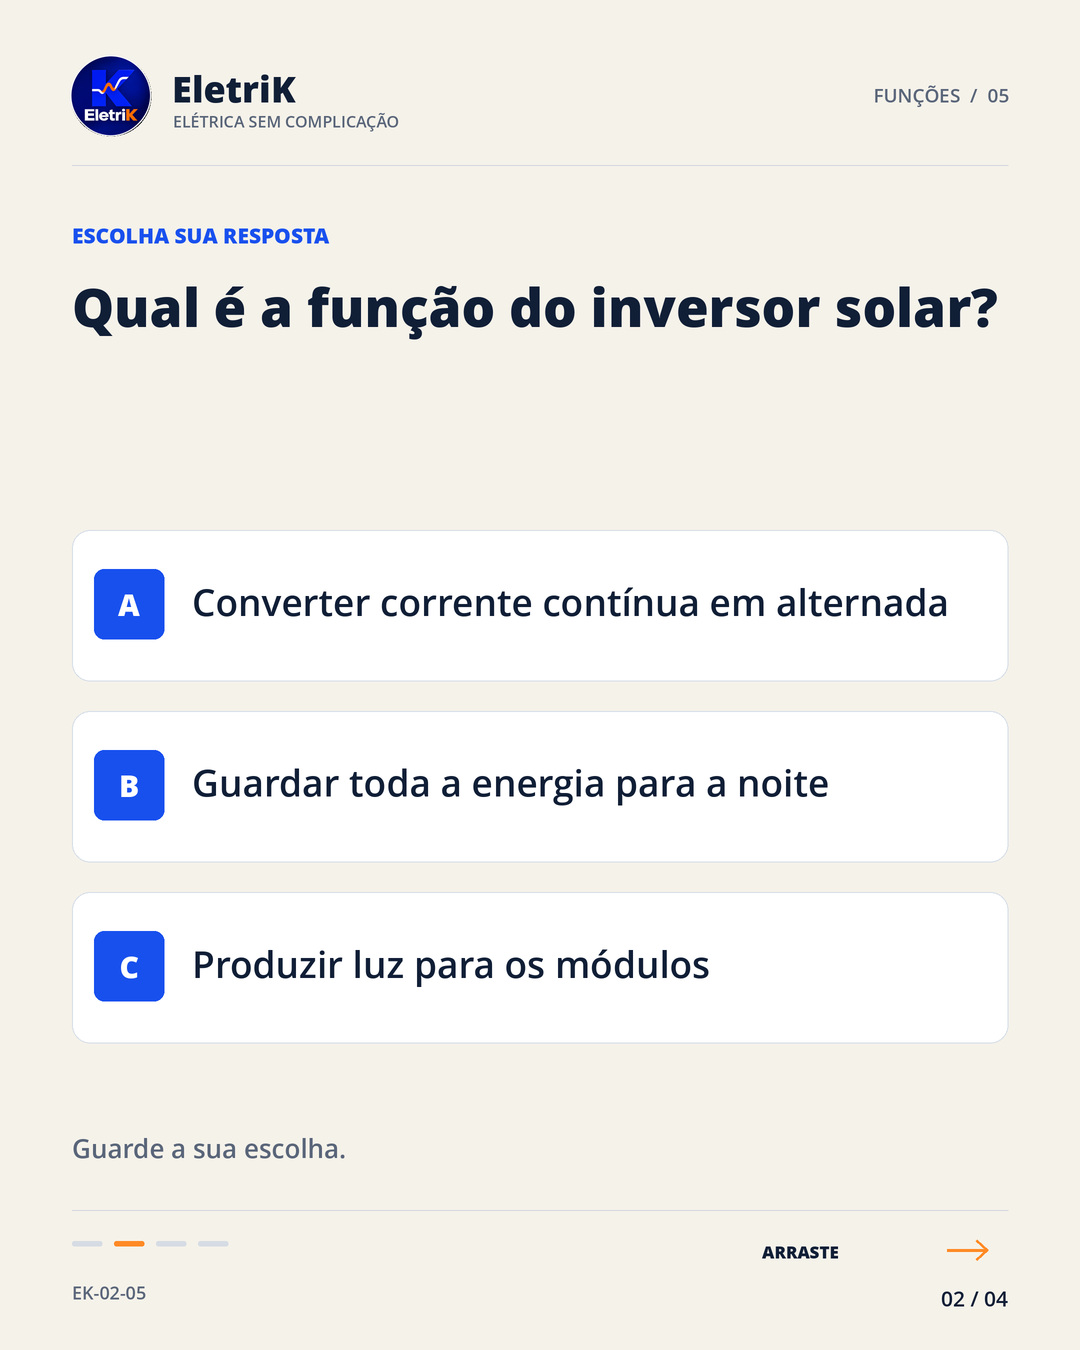 EletriK
EletriK
ELÉTRICA SEM COMPLICAÇÃO
FUNÇÕES / 05
ESCOLHA SUA RESPOSTA
Qual é a função do inversor solar?
A Converter corrente contínua em alternada
B Guardar toda a energia para a noite
C Produzir luz para os módulos
Guarde a sua escolha.
ARRASTE
EK-02-05
02 / 04